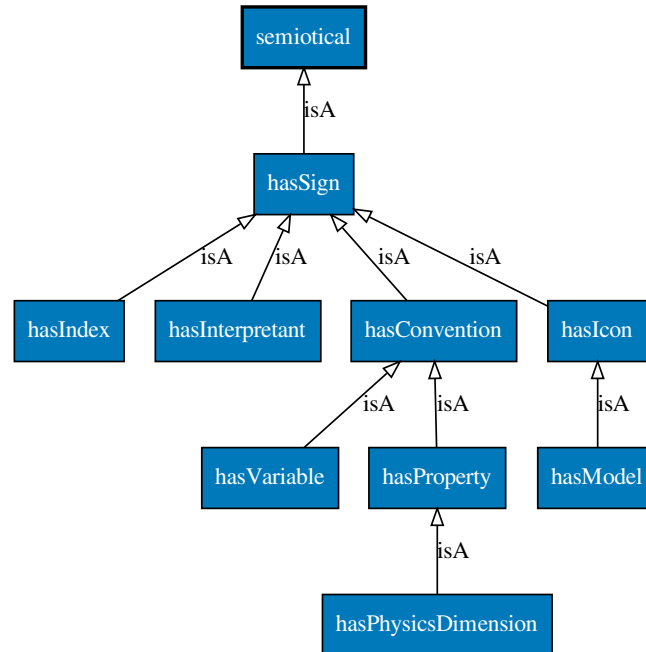 semiotical
isA
hasSign
isA
isA
isA
isA
hasIndex
hasInterpretant
hasConvention
hasIcon
isA
isA
isA
hasVariable
hasProperty
hasModel
isA
hasPhysicsDimension